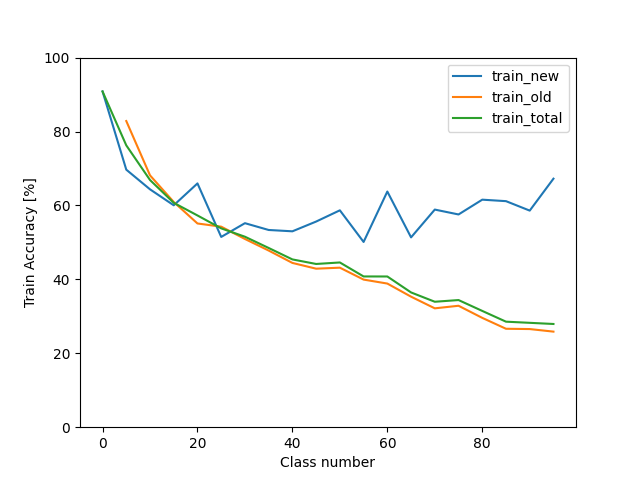 100
80
60
40
20
0
Train Accuracy [%]
train_new
train_old
train_total
0 20 40 60 80
Class number